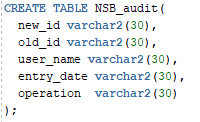 CREATE TABLE NSB_audit(
new_id varchar2(30),
old_id varchar2(30),
user_name varchar2(30),
entry_date varchar2(30),
operation  varchar2(30)
);